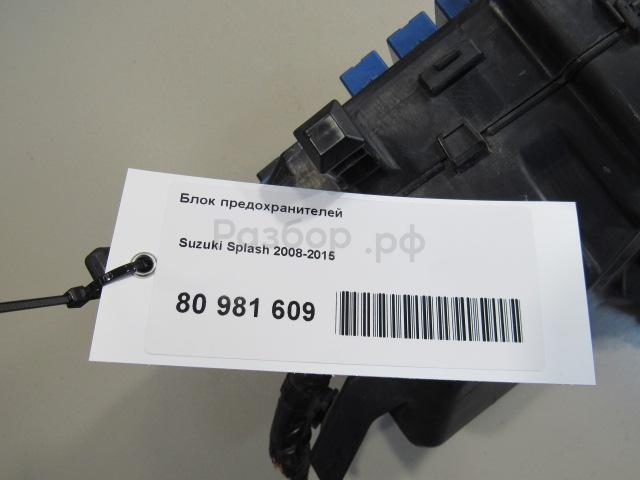 Блок предохранителей
Разбор.рф
Suzuki Splash 2008-2015
80 981 609